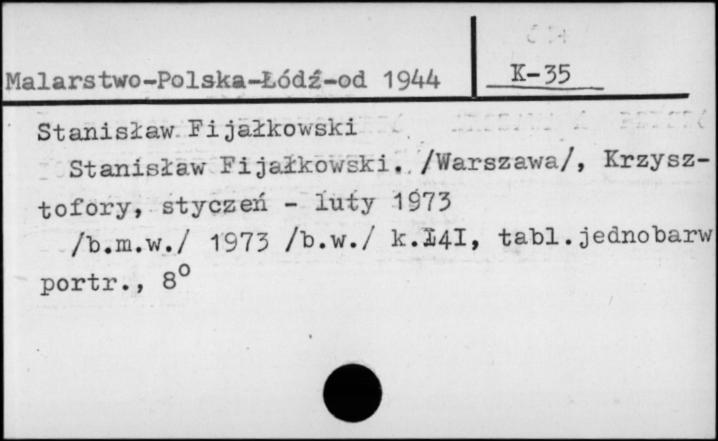 Malarstwo-Polska-Łódź-od 1944
K-35
Stanisław Fijałkowski
Stanisław Fijałkowski. /Warszawa/, Krzysz-
tofory, styczeń - luty 1973
/b.m.w./ 1973 /b.w./ k.I4I, tabl.jednobarw
portr., 8°